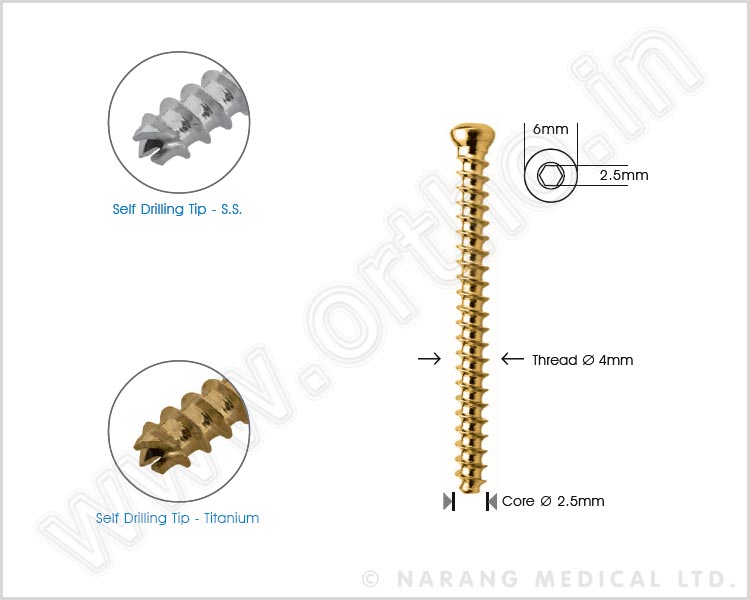 Self Drilling Tip - S.S.
6mm
2.5mm
Thread Ø 4mm
Self Drilling Tip - Titanium
Core Ø 2.5mm
www.ortho.in
© NARANG MEDICAL LTD.